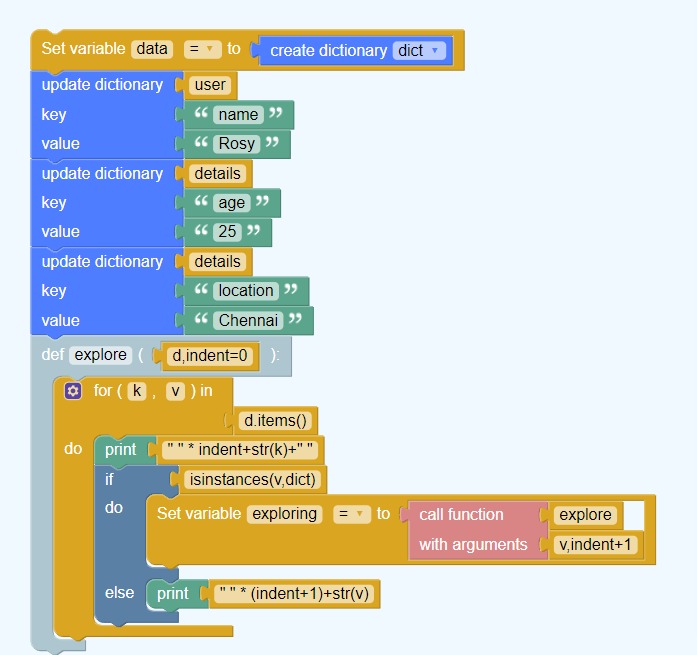 Set variable data = to create dictionary dict
update dictionary user
key “ name ”
value “ Rosy ”
update dictionary details
key “ age ”
value “ 25 ”
update dictionary details
key “ location ”
value “ Chennai ”
def explore ( d,indent=0 ):
for ( k , v ) in
d.items()
do print " " * indent+str(k)+" "
if isinstances(v,dict)
do Set variable exploring = to call function explore
with arguments v,indent+1
else print " " * (indent+1)+str(v)